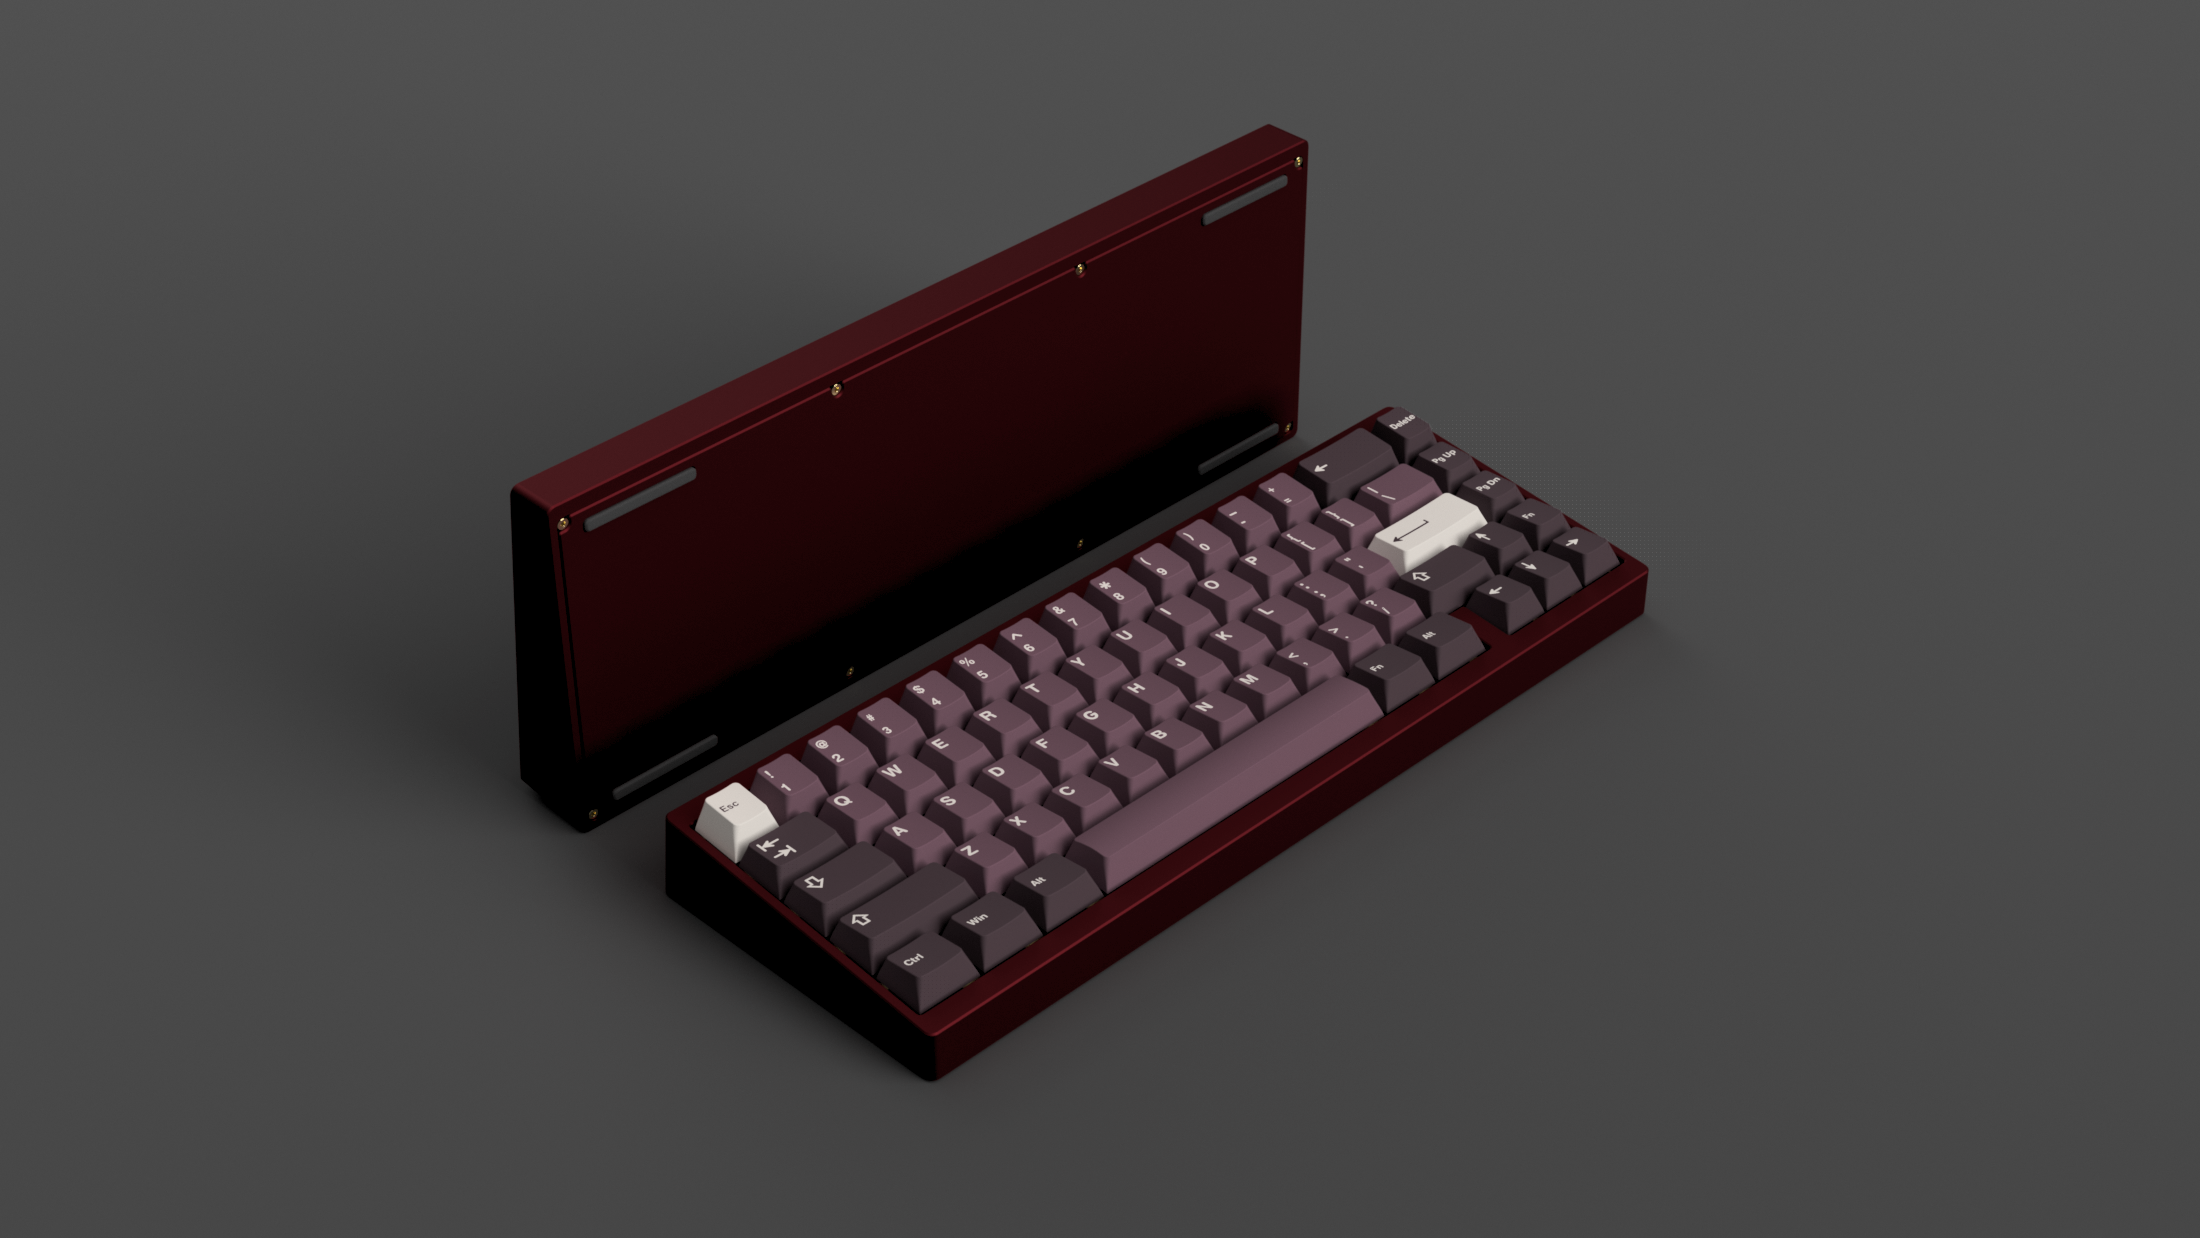 Esc ! 1 @ 2 # 3 $ 4 % 5 ^ 6 & 7 * 8 ( 9 ) 0 - + = ← Delete
Q W E R T Y U I O P Pg Up
A S D F G H J K L Pg Dn
Z X C V B N M Fn
Ctrl Win Alt Fn Alt